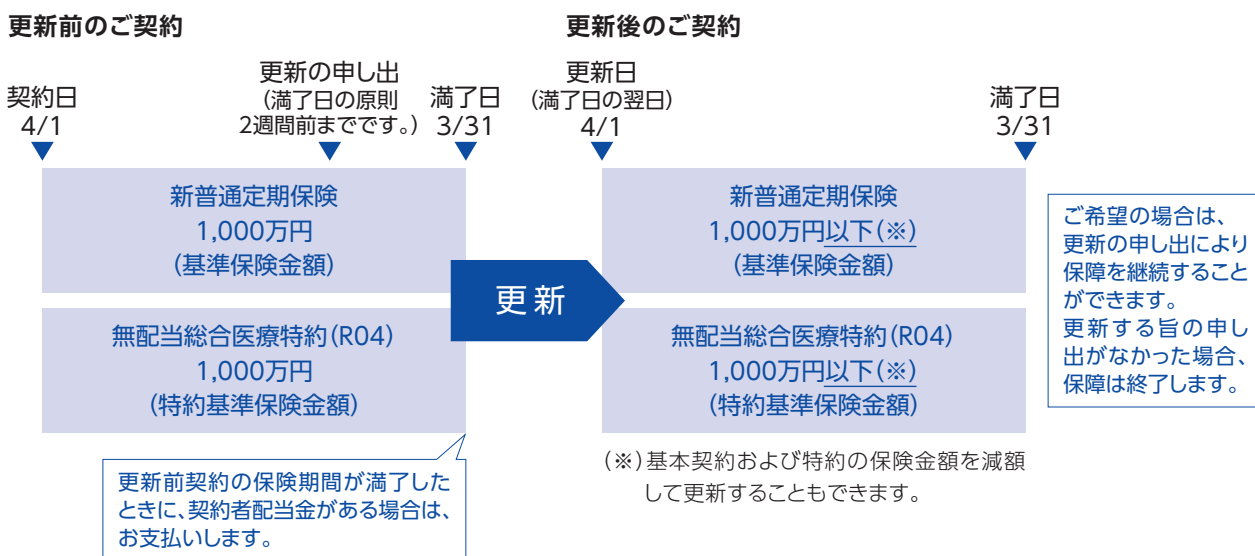 更新前のご契約
契約日
4/1
更新の申し出
(満了日の原則
2週間前までです。)
満了日
3/31
新普通定期保険
1,000万円
(基準保険金額)
無配当総合医療特約(R04)
1,000万円
(特約基準保険金額)
更新前契約の保険期間が満了した
ときに、契約者配当金がある場合は、
お支払いします。
更新
更新後のご契約
更新日
(満了日の翌日)
4/1
満了日
3/31
新普通定期保険
1,000万円以下(※)
(基準保険金額)
無配当総合医療特約(R04)
1,000万円以下(※)
(特約基準保険金額)
(※)基本契約および特約の保険金額を減額
して更新することもできます。
ご希望の場合は、
更新の申し出により
保障を継続すること
ができます。
更新する旨の申し
出がなかった場合、
保障は終了します。